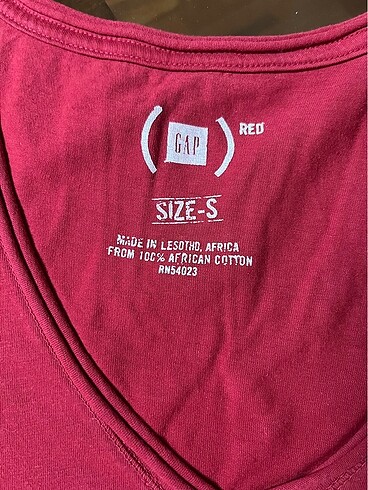 (GAP) RED
SIZE-S
MADE IN LESOTHO, AFRICA
FROM 100% AFRICAN COTTON
RN54023